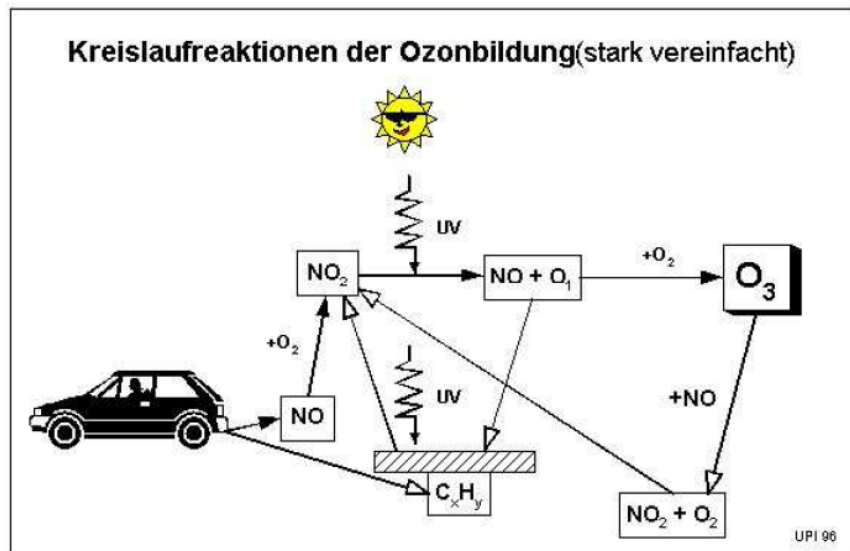 Kreislaufreaktionen der Ozonbildung(stark vereinfacht)
UV
NO₂
NO + O₁
+O₂
O₃
+O₂
NO
UV
+NO
CₓHᵧ
NO₂ + O₂
UPI 96